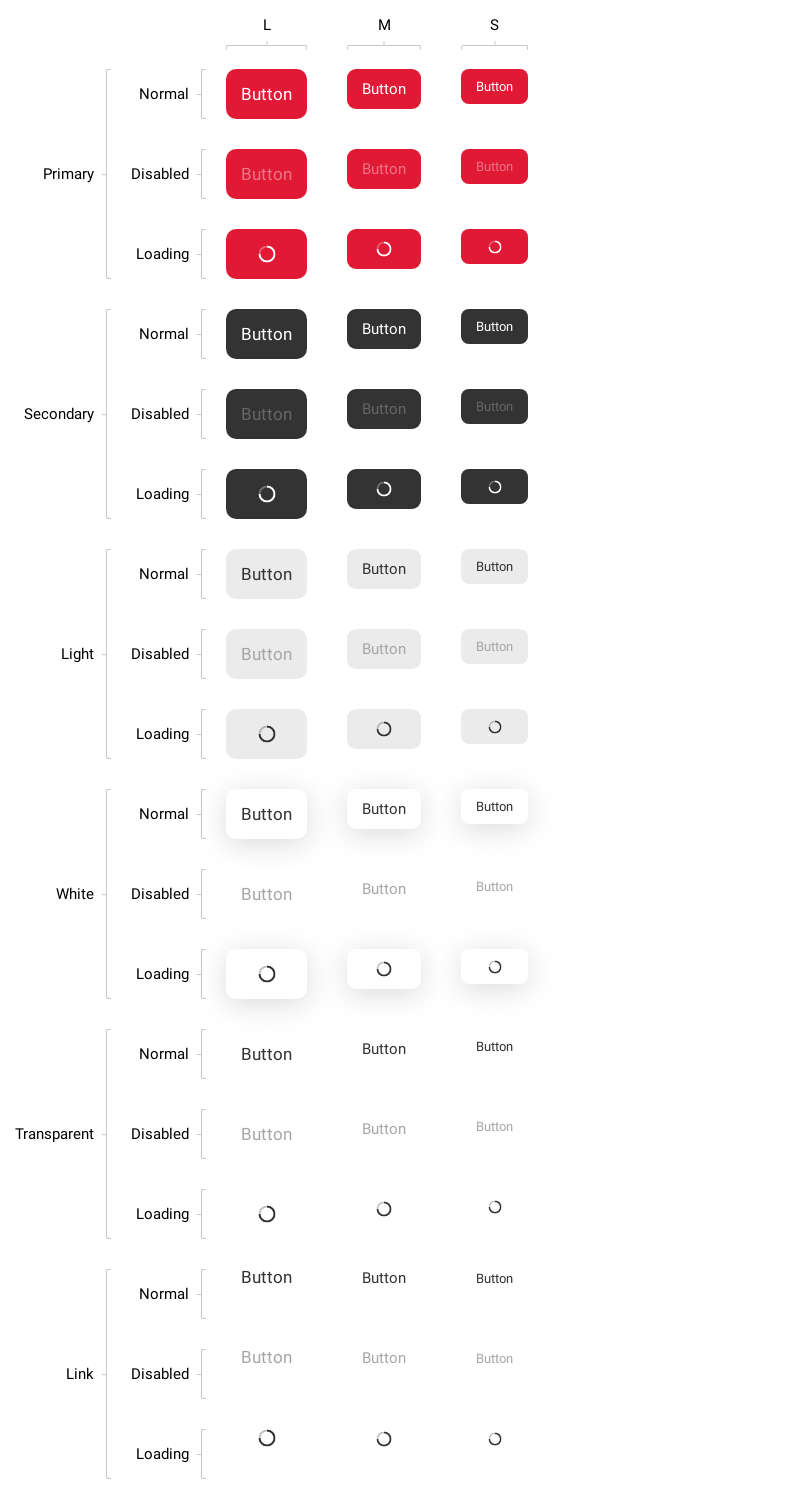 L M S
Normal Button Button Button
Primary Disabled Button Button Button
Loading
Normal Button Button Button
Secondary Disabled Button Button Button
Loading
Normal Button Button Button
Light Disabled Button Button Button
Loading
Normal Button Button Button
White Disabled Button Button Button
Loading
Normal Button Button Button
Transparent Disabled Button Button Button
Loading
Normal Button Button Button
Link Disabled Button Button Button
Loading